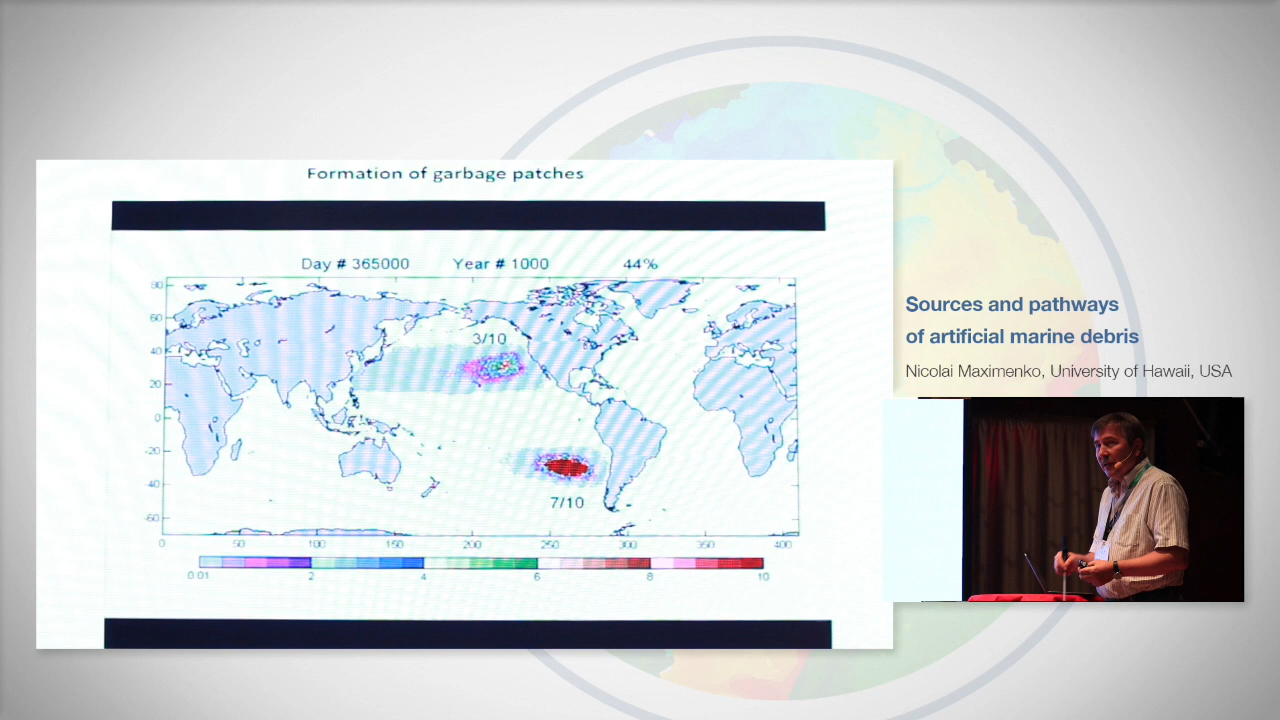 Formation of garbage patches
Day # 365000 Year # 1000 44%
80
60
40
20
0
-20
-40
-60
3/10
7/10
0 50 100 150 200 250 300 350 400
0.01 2 4 6 8 10
Sources and pathways
of artificial marine debris
Nicolai Maximenko, University of Hawaii, USA